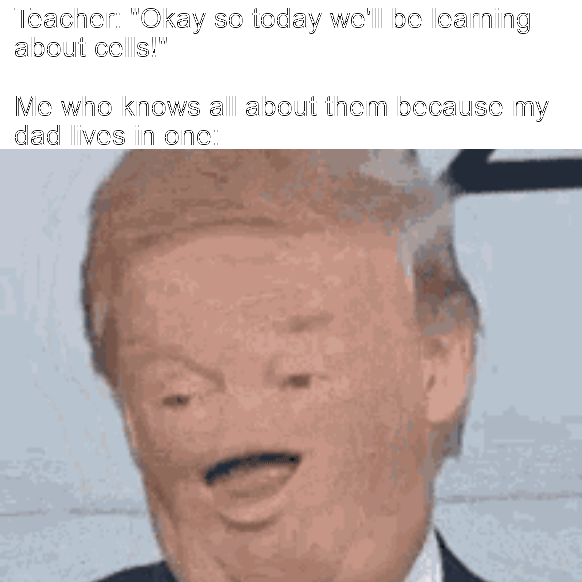 Teacher: "Okay so today we'll be learning
about cells!"
Me who knows all about them because my
dad lives in one: